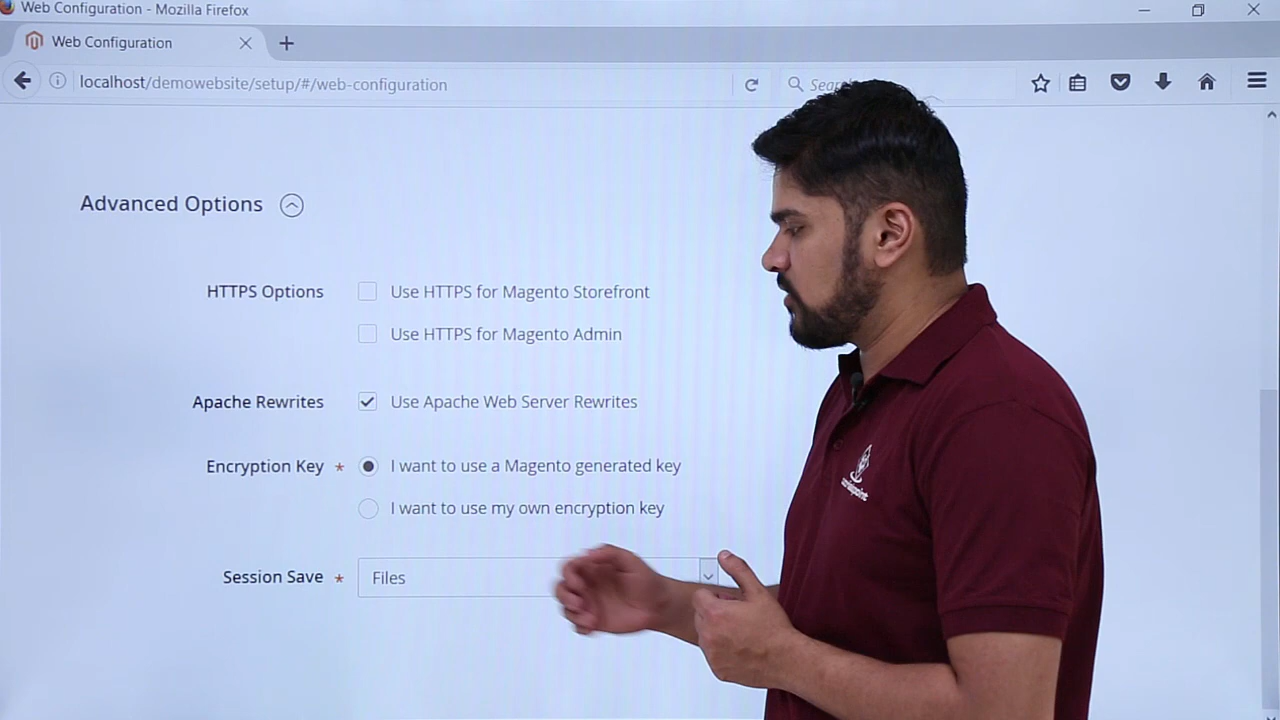 Web Configuration - Mozilla Firefox
Web Configuration
localhost/demowebsite/setup/#/web-configuration
Advanced Options
HTTPS Options
Use HTTPS for Magento Storefront
Use HTTPS for Magento Admin
Apache Rewrites
Use Apache Web Server Rewrites
Encryption Key *
I want to use a Magento generated key
I want to use my own encryption key
Session Save *
Files